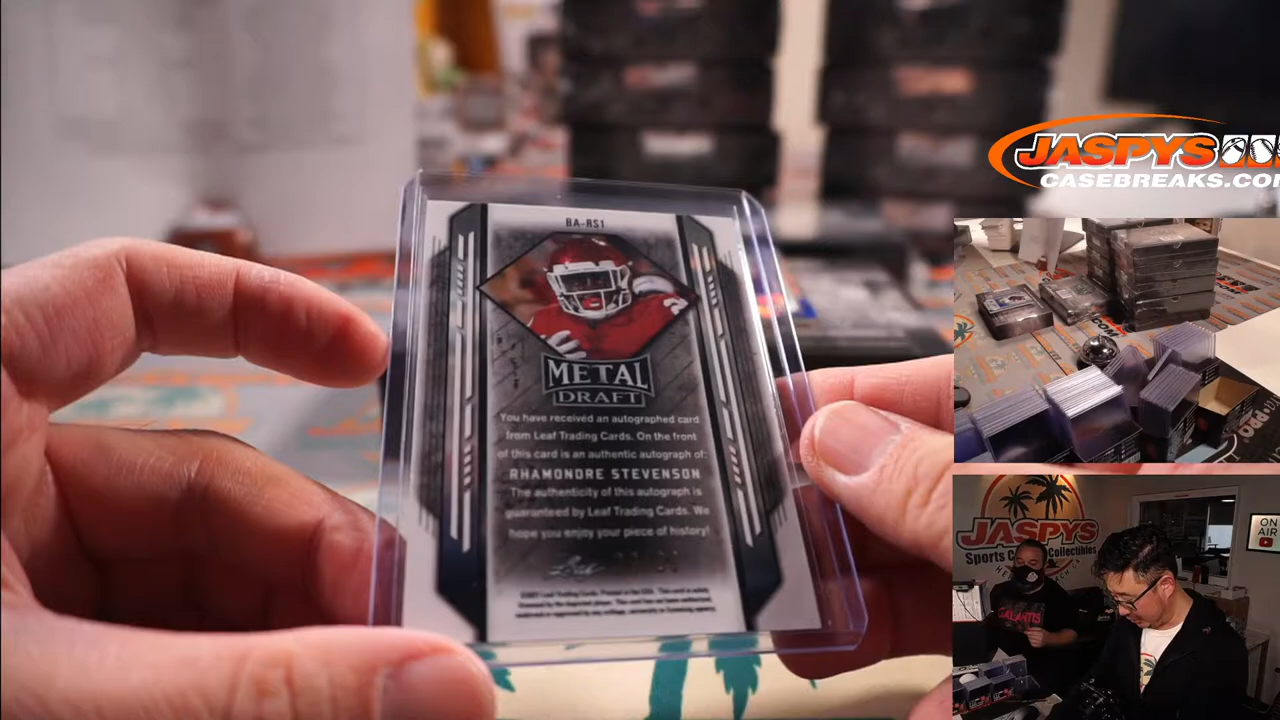 JASPYS
CASEBREAKS.CO
BA-RS1
METAL
DRAFT
You have received an autographed card
from Leaf Trading Cards. On the front
of this card is an authentic autograph of:
RHAMONDRE STEVENSON
The authenticity of this autograph is
guaranteed by Leaf Trading Cards. We
hope you enjoy your piece of history!
Leaf
JASPYS
ON
AIR